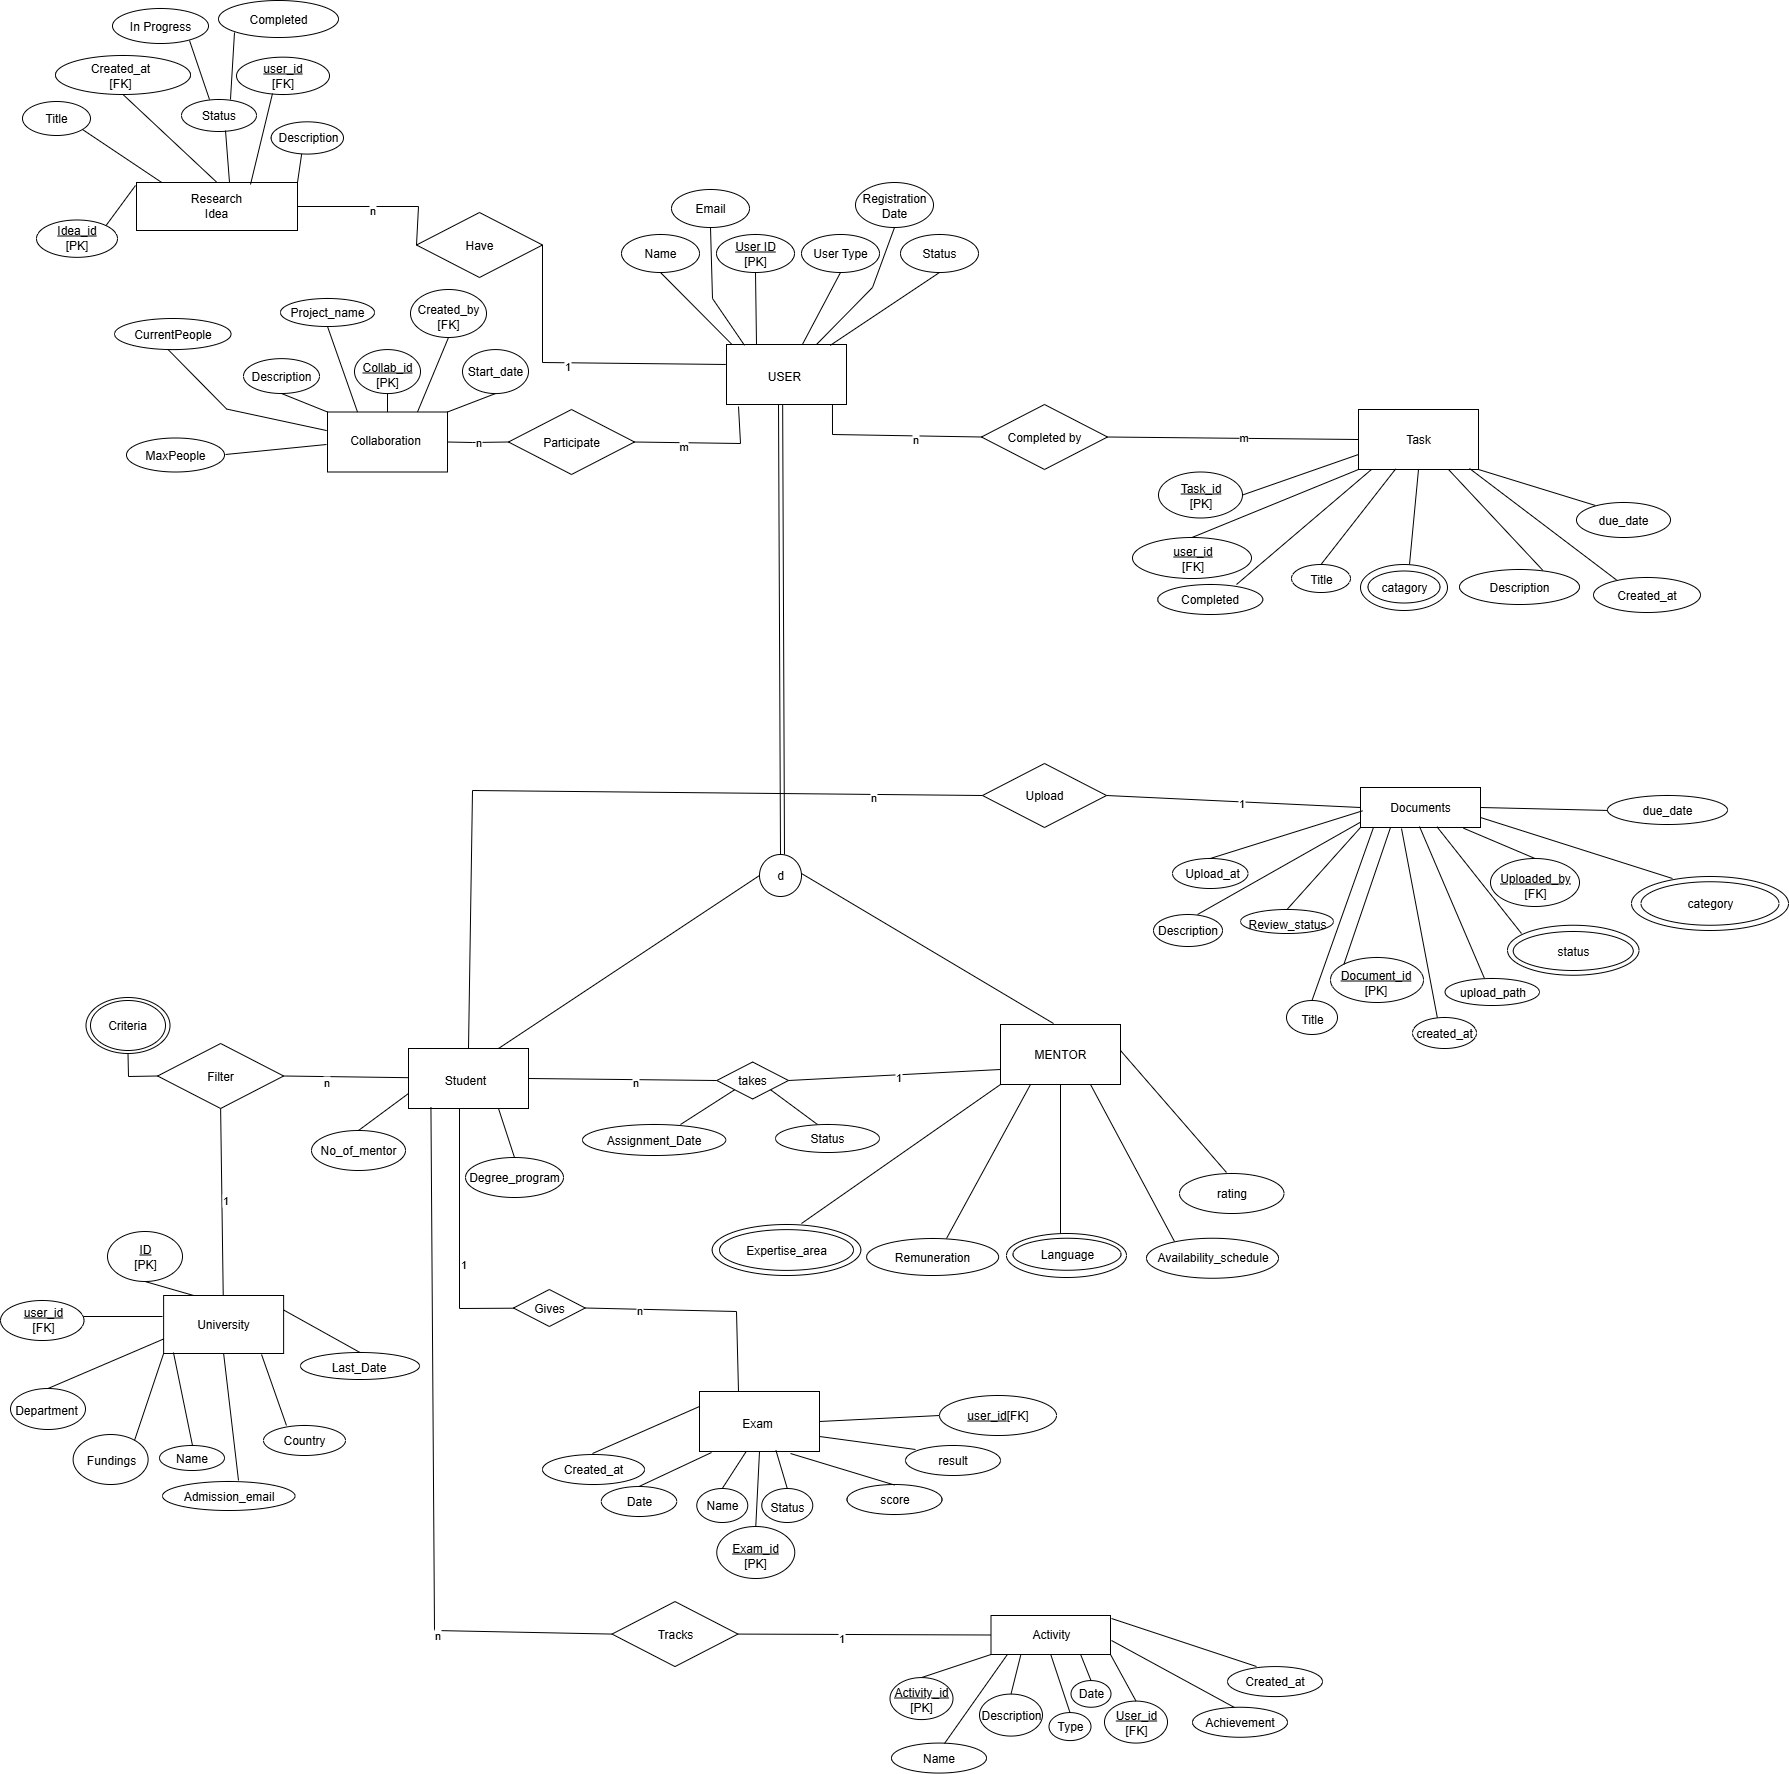 Completed
In Progress
Created_at
[FK]
user_id
[FK]
Title
Status
Description
Research
Idea
Idea_id
[PK]
n
Have
1
Email
Registration
Date
Name
User ID
[PK]
User Type
Status
USER
Project_name
Created_by
[FK]
CurrentPeople
Description
Collab_id
[PK]
Start_date
MaxPeople
Collaboration
n
Participate
m
n
Completed by
m
Task
Task_id
[PK]
user_id
[FK]
Completed
Title
catagory
Description
Created_at
due_date
n
Upload
1
Documents
due_date
Upload_at
Uploaded_by
[FK]
category
Description
Review_status
status
Document_id
[PK]
upload_path
Title
created_at
d
Criteria
Filter
n
Student
n
takes
1
MENTOR
No_of_mentor
Degree_program
Assignment_Date
Status
rating
Expertise_area
Remuneration
Language
Availability_schedule
1
ID
[PK]
user_id
[FK]
University
Last_Date
Department
Fundings
Name
Country
Admission_email
1
Gives
n
Exam
user_id[FK]
Created_at
result
Date
Name
Status
score
Exam_id
[PK]
n
Tracks
1
Activity
Created_at
Activity_id
[PK]
Description
Date
Type
User_id
[FK]
Achievement
Name